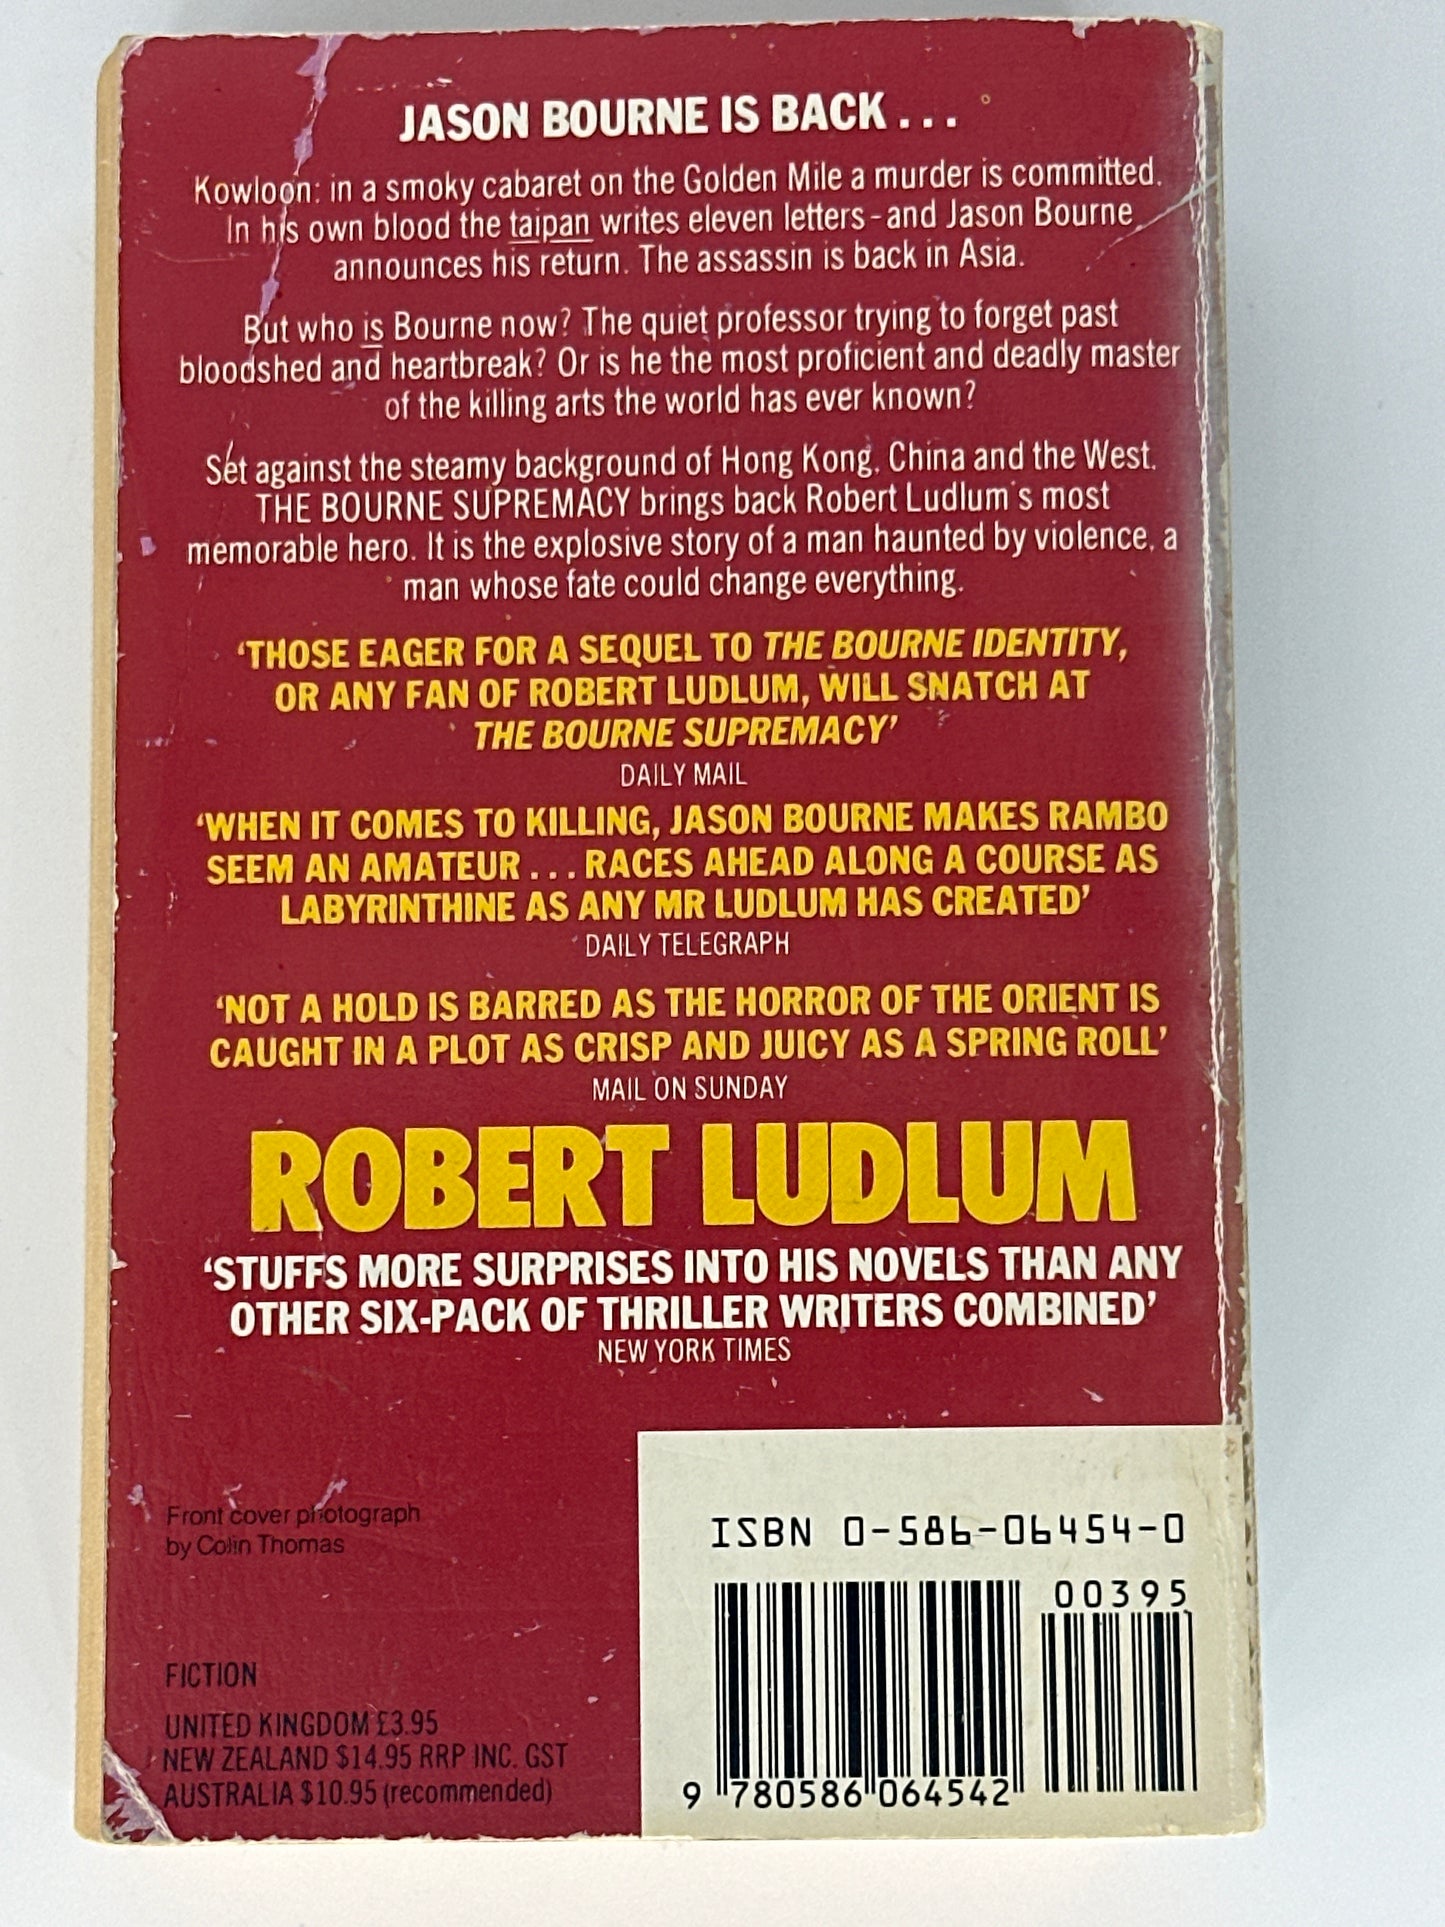 JASON BOURNE IS BACK . . .
Kowloon: in a smoky cabaret on the Golden Mile a murder is committed.
In his own blood the taipan writes eleven letters - and Jason Bourne
announces his return. The assassin is back in Asia.
But who is Bourne now? The quiet professor trying to forget past
bloodshed and heartbreak? Or is he the most proficient and deadly master
of the killing arts the world has ever known?
Set against the steamy background of Hong Kong, China and the West.
THE BOURNE SUPREMACY brings back Robert Ludlum's most
memorable hero. It is the explosive story of a man haunted by violence, a
man whose fate could change everything.
'THOSE EAGER FOR A SEQUEL TO THE BOURNE IDENTITY,
OR ANY FAN OF ROBERT LUDLUM, WILL SNATCH AT
THE BOURNE SUPREMACY'
DAILY MAIL
'WHEN IT COMES TO KILLING, JASON BOURNE MAKES RAMBO
SEEM AN AMATEUR . . . RACES AHEAD ALONG A COURSE AS
LABYRINTHINE AS ANY MR LUDLUM HAS CREATED'
DAILY TELEGRAPH
'NOT A HOLD IS BARRED AS THE HORROR OF THE ORIENT IS
CAUGHT IN A PLOT AS CRISP AND JUICY AS A SPRING ROLL'
MAIL ON SUNDAY
ROBERT LUDLUM
'STUFFS MORE SURPRISES INTO HIS NOVELS THAN ANY
OTHER SIX-PACK OF THRILLER WRITERS COMBINED'
NEW YORK TIMES
Front cover photograph
by Colin Thomas
FICTION
UNITED KINGDOM £3.95
NEW ZEALAND $14.95 RRP INC. GST
AUSTRALIA $10.95 (recommended)
ISBN 0-586-06454-0
00395
9 780586 064542